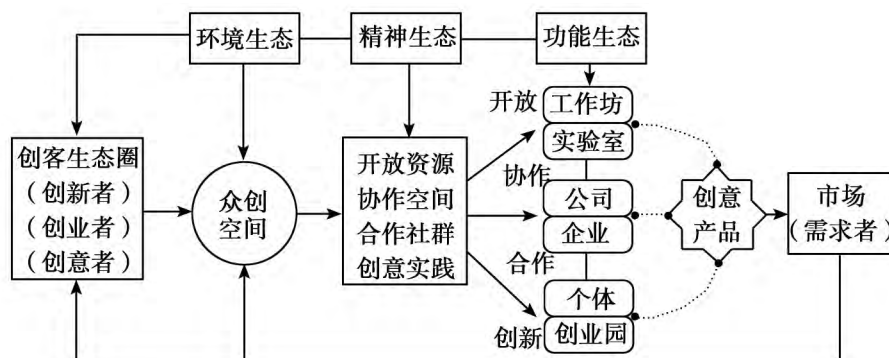 环境生态
精神生态
功能生态
创客生态圈
（创新者）
（创业者）
（创意者）
众创
空间
开放资源
协作空间
合作社群
创意实践
开放
工作坊
实验室
协作
公司
企业
合作
个体
创业园
创新
创意
产品
市场
（需求者）